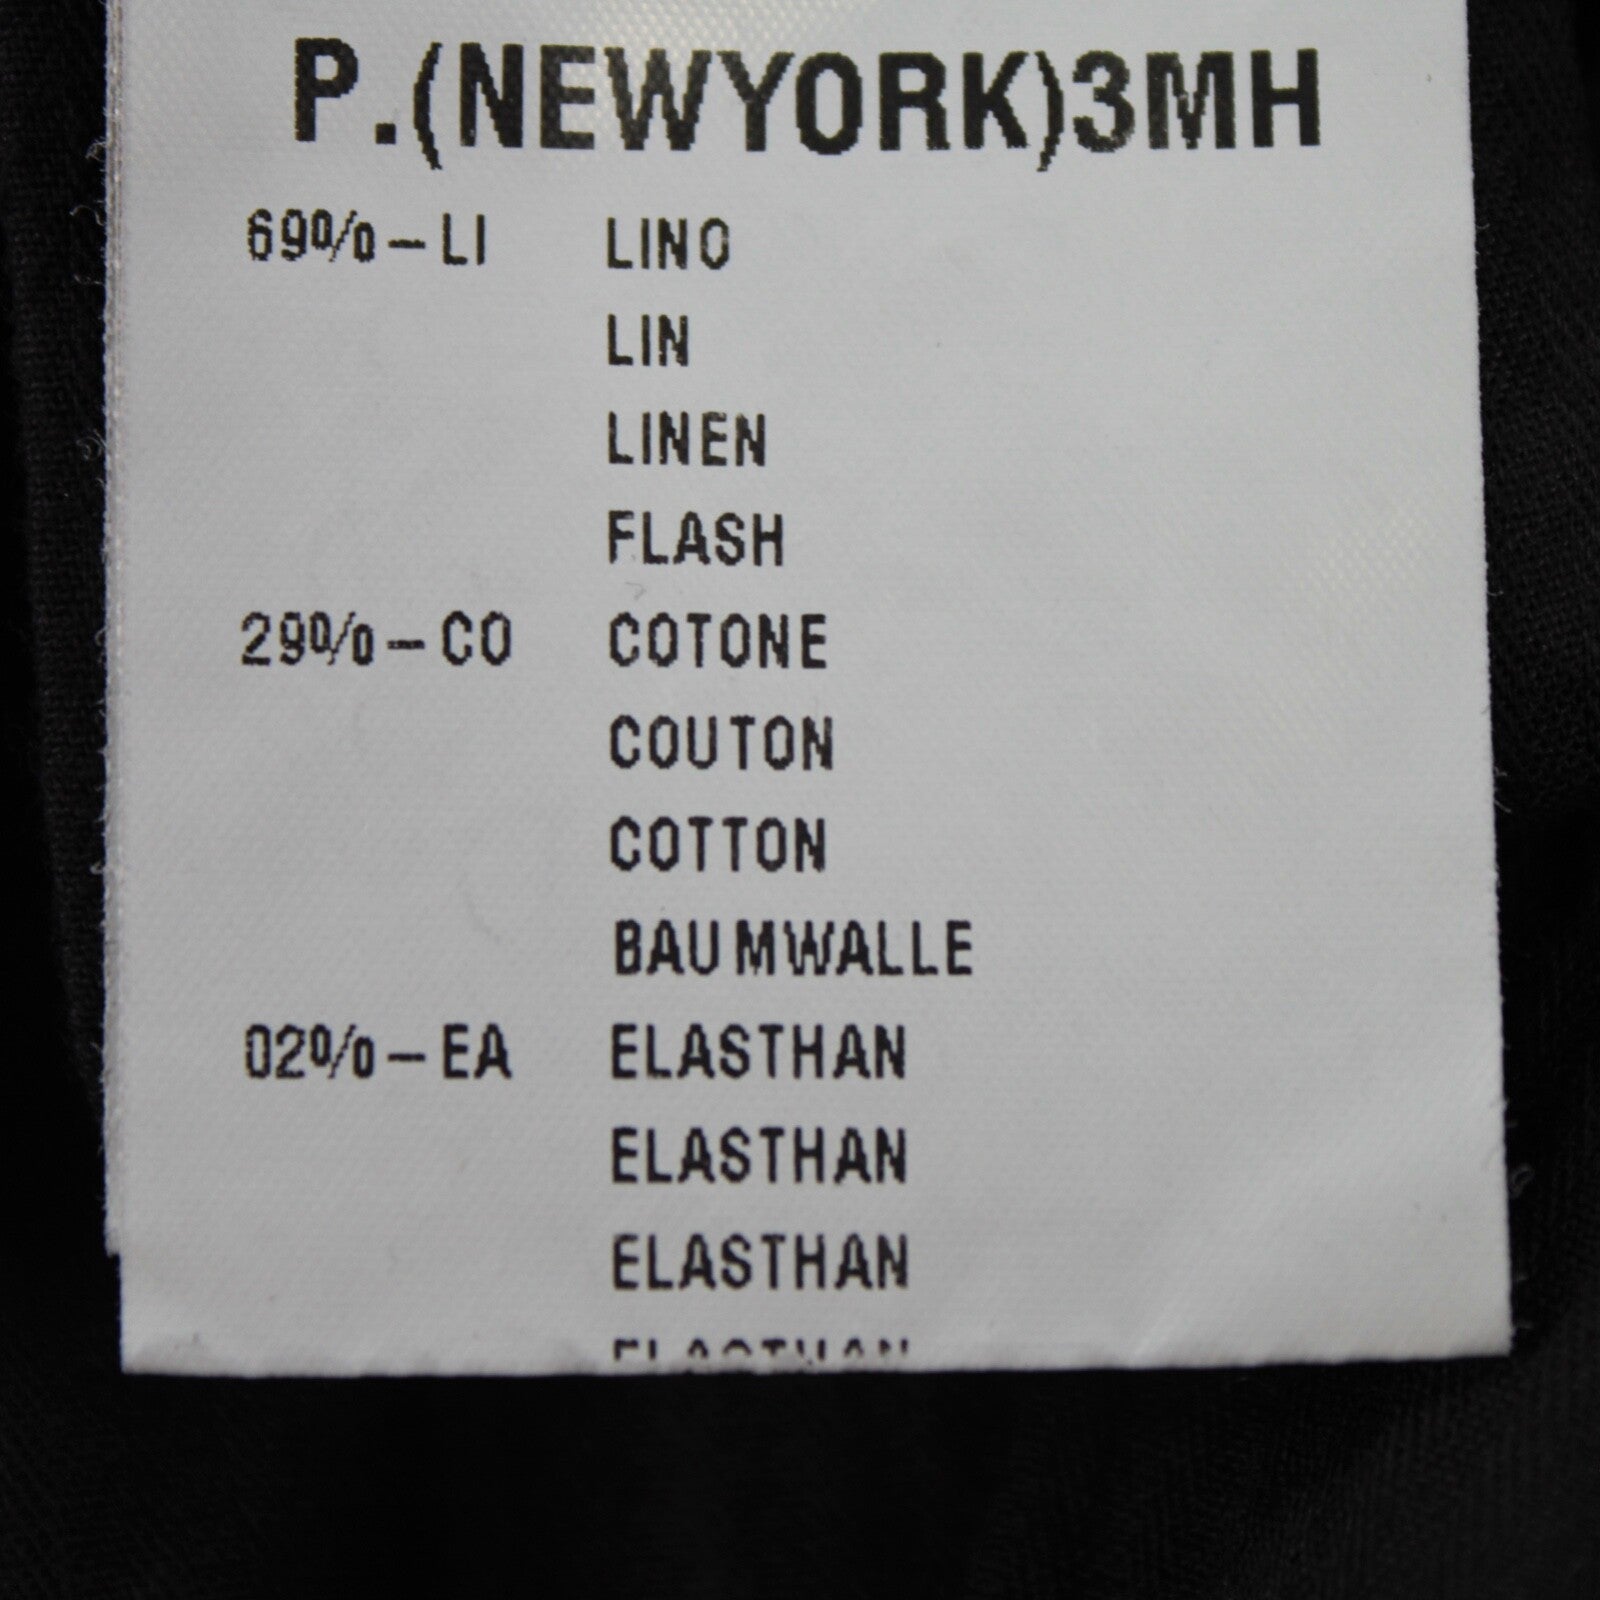 P.(NEWYORK)3MH
69%-LI LINO
LIN
LINEN
FLASH
29%-CO COTONE
COUTON
COTTON
BAUMWALLE
02%-EA ELASTHAN
ELASTHAN
ELASTHAN
ELASTHAN